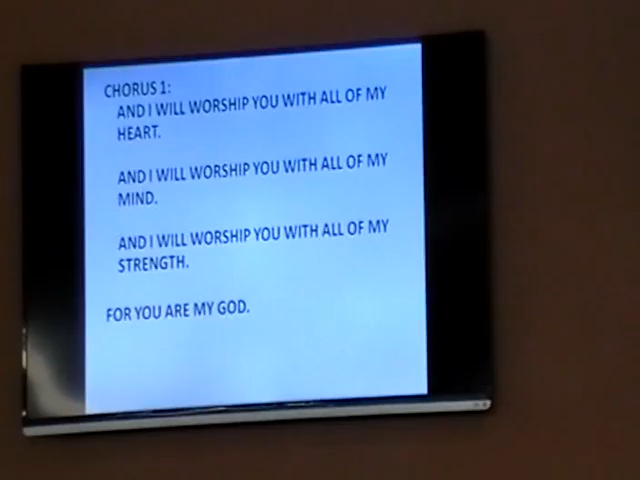 CHORUS 1:
AND I WILL WORSHIP YOU WITH ALL OF MY
HEART.
AND I WILL WORSHIP YOU WITH ALL OF MY
MIND.
AND I WILL WORSHIP YOU WITH ALL OF MY
STRENGTH.
FOR YOU ARE MY GOD.